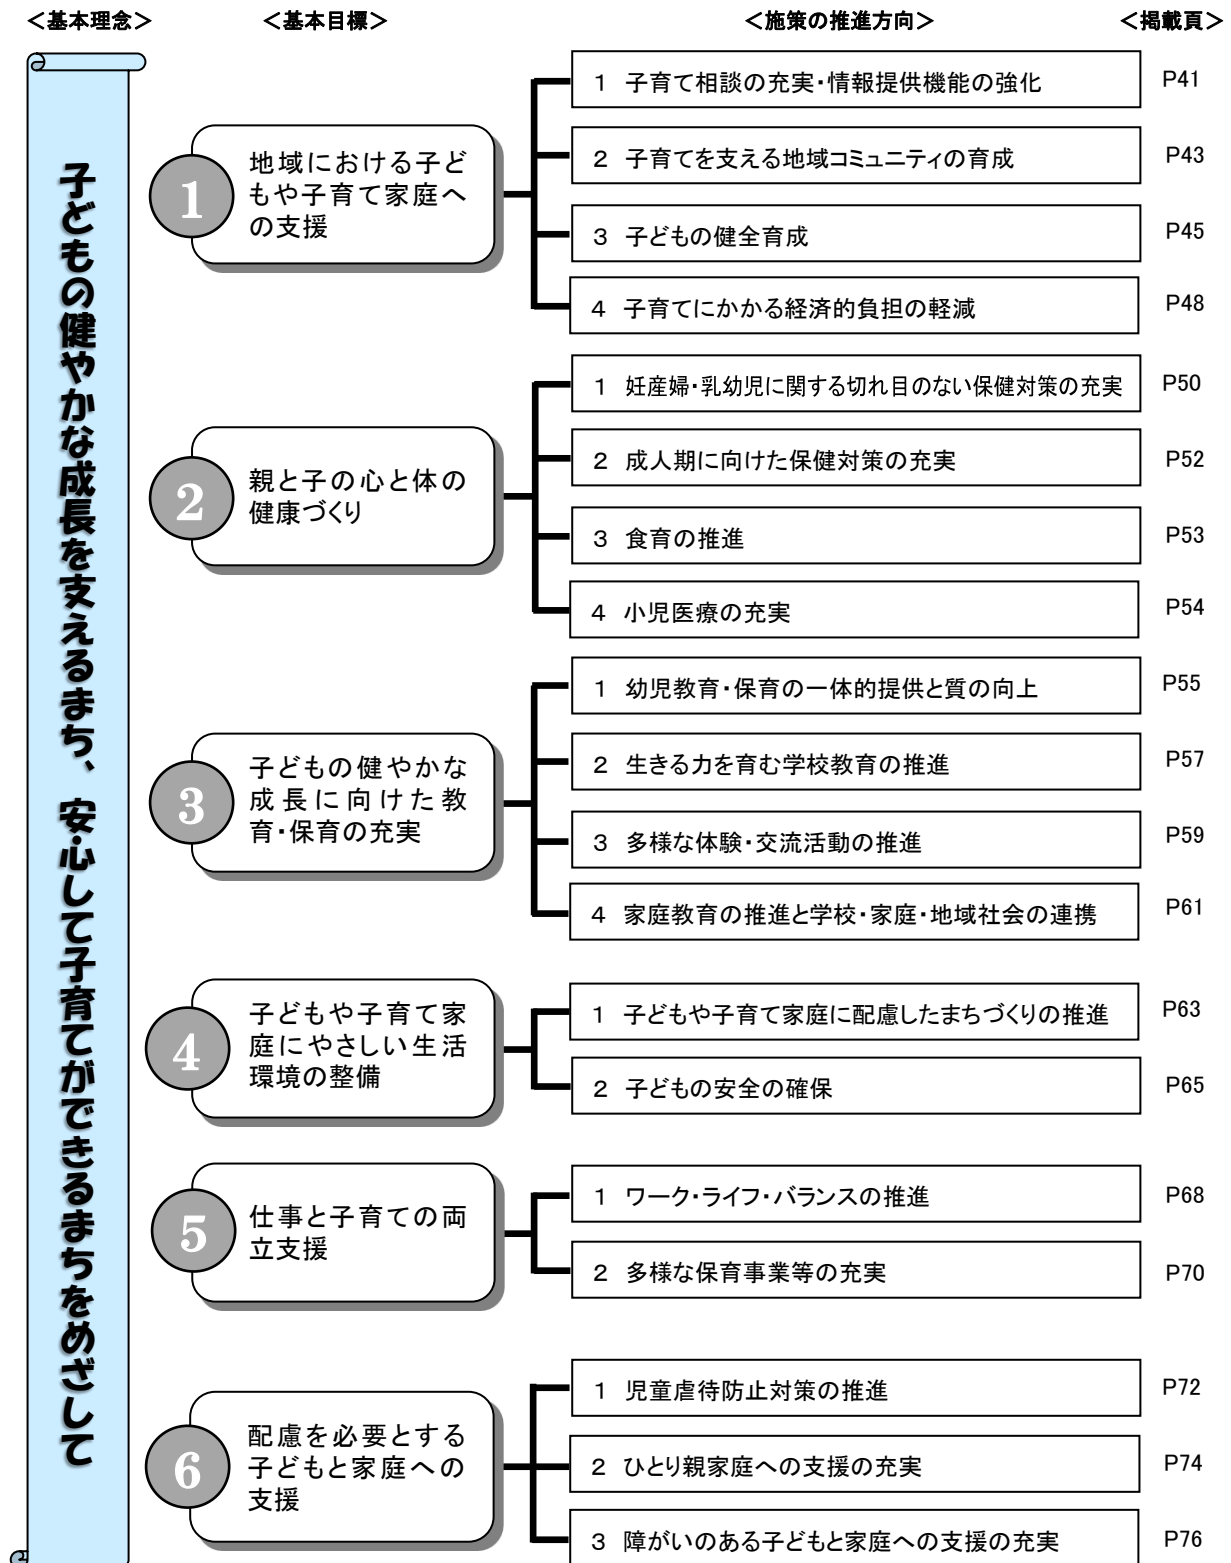 ＜基本理念＞
＜基本目標＞
＜施策の推進方向＞
＜掲載頁＞
子どもの健やかな成長を支えるまち、安心して子育てができるまちをめざして
1
地域における子ど
もや子育て家庭へ
の支援
1 子育て相談の充実・情報提供機能の強化
P41
2 子育てを支える地域コミュニティの育成
P43
3 子どもの健全育成
P45
4 子育てにかかる経済的負担の軽減
P48
2
親と子の心と体の
健康づくり
1 妊産婦・乳幼児に関する切れ目のない保健対策の充実
P50
2 成人期に向けた保健対策の充実
P52
3 食育の推進
P53
4 小児医療の充実
P54
3
子どもの健やかな
成長に向けた教
育・保育の充実
1 幼児教育・保育の一体的提供と質の向上
P55
2 生きる力を育む学校教育の推進
P57
3 多様な体験・交流活動の推進
P59
4 家庭教育の推進と学校・家庭・地域社会の連携
P61
4
子どもや子育て家
庭にやさしい生活
環境の整備
1 子どもや子育て家庭に配慮したまちづくりの推進
P63
2 子どもの安全の確保
P65
5
仕事と子育ての両
立支援
1 ワーク・ライフ・バランスの推進
P68
2 多様な保育事業等の充実
P70
6
配慮を必要とする
子どもと家庭への
支援
1 児童虐待防止対策の推進
P72
2 ひとり親家庭への支援の充実
P74
3 障がいのある子どもと家庭への支援の充実
P76